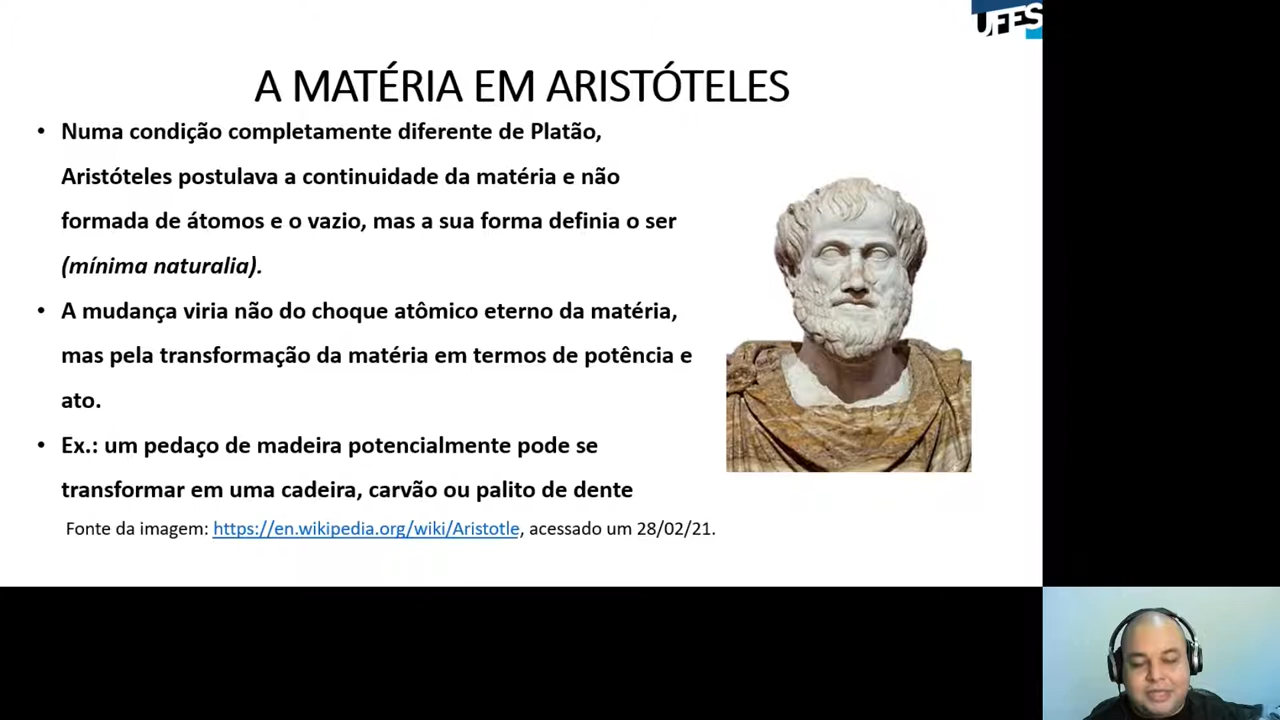 UFES
A MATÉRIA EM ARISTÓTELES
• Numa condição completamente diferente de Platão,
Aristóteles postulava a continuidade da matéria e não
formada de átomos e o vazio, mas a sua forma definia o ser
(mínima naturalia).
• A mudança viria não do choque atômico eterno da matéria,
mas pela transformação da matéria em termos de potência e
ato.
• Ex.: um pedaço de madeira potencialmente pode se
transformar em uma cadeira, carvão ou palito de dente
Fonte da imagem: https://en.wikipedia.org/wiki/Aristotle, acessado um 28/02/21.